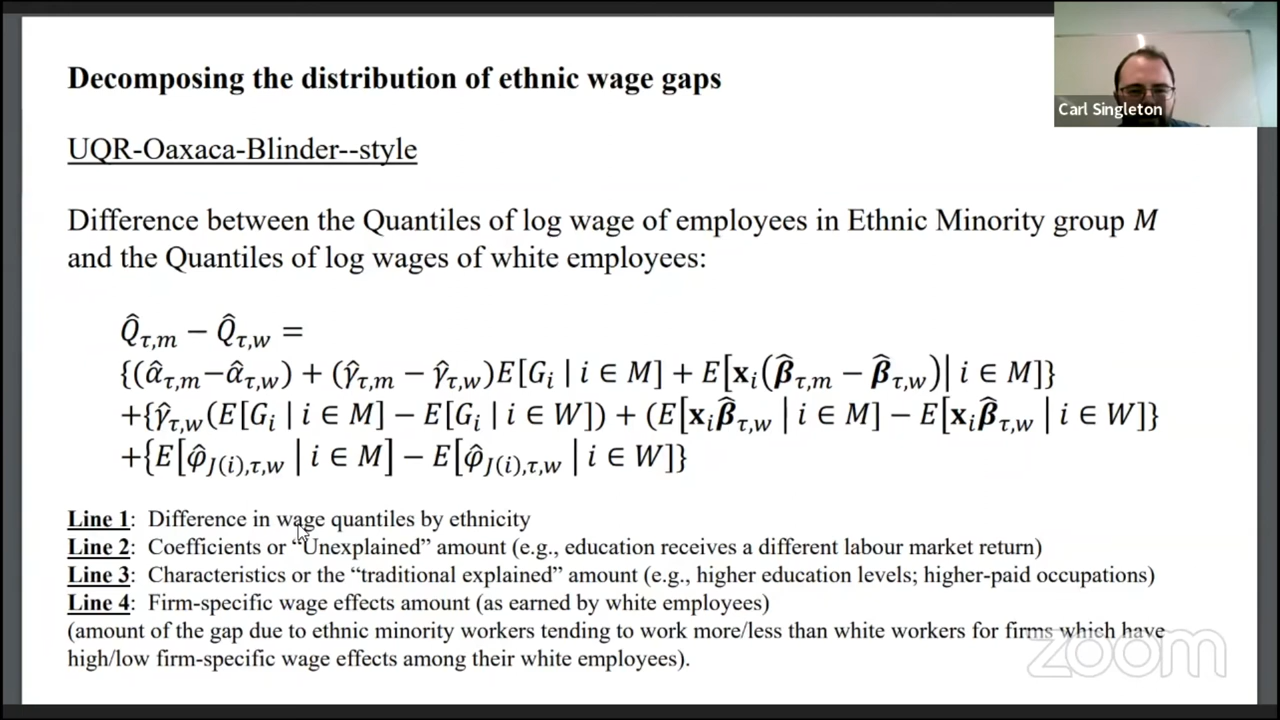 Decomposing the distribution of ethnic wage gaps
Carl Singleton
UQR-Oaxaca-Blinder--style
Difference between the Quantiles of log wage of employees in Ethnic Minority group M
and the Quantiles of log wages of white employees:
Q̂τ,m − Q̂τ,w =
{(α̂τ,m−α̂τ,w) + (γ̂τ,m − γ̂τ,w)E[Gᵢ | i ∈ M] + E[xᵢ(β̂τ,m − β̂τ,w)| i ∈ M]}
+{γ̂τ,w(E[Gᵢ | i ∈ M] − E[Gᵢ | i ∈ W]) + (E[xᵢβ̂τ,w | i ∈ M] − E[xᵢβ̂τ,w | i ∈ W]}
+{E[φ̂J(i),τ,w | i ∈ M] − E[φ̂J(i),τ,w | i ∈ W]}
Line 1: Difference in wage quantiles by ethnicity
Line 2: Coefficients or “Unexplained” amount (e.g., education receives a different labour market return)
Line 3: Characteristics or the “traditional explained” amount (e.g., higher education levels; higher-paid occupations)
Line 4: Firm-specific wage effects amount (as earned by white employees)
(amount of the gap due to ethnic minority workers tending to work more/less than white workers for firms which have
high/low firm-specific wage effects among their white employees).
zoom